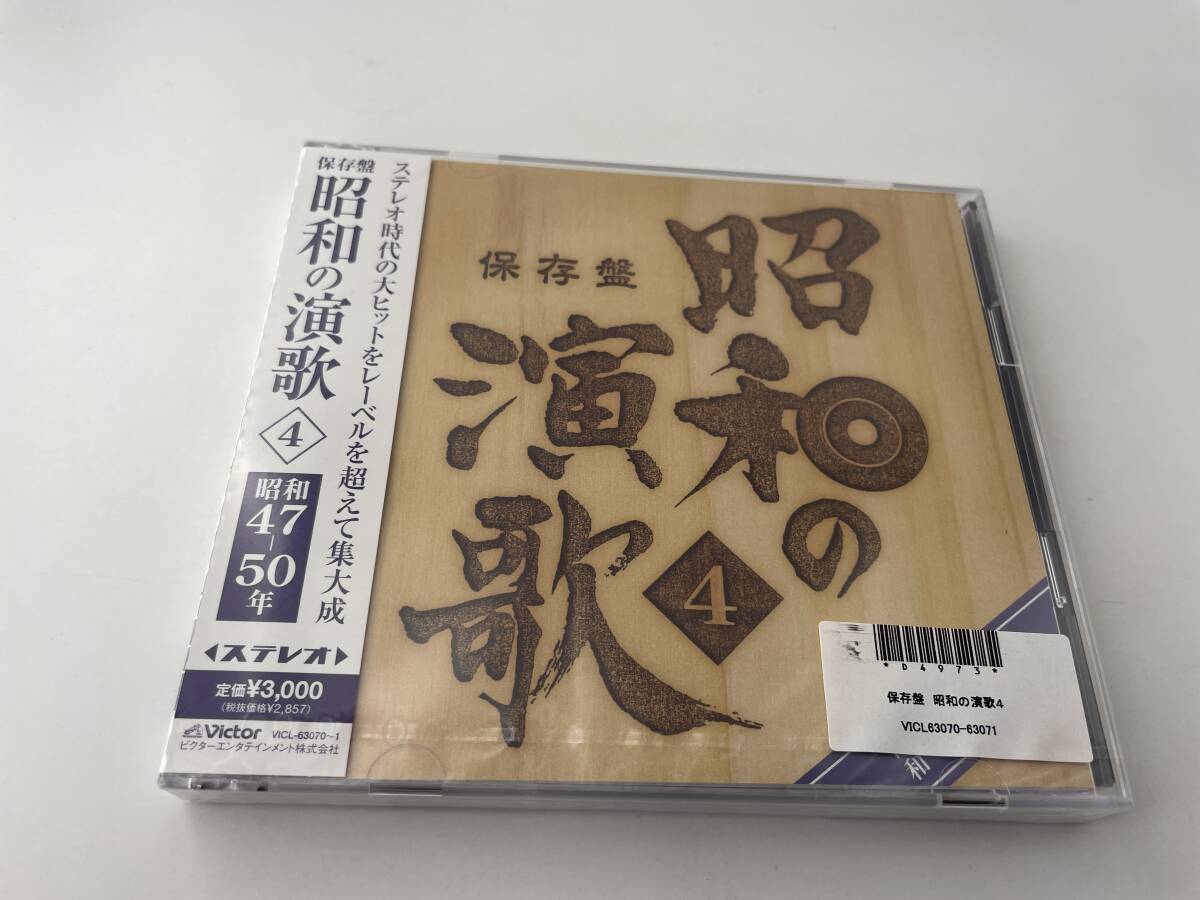 保存盤
昭和の演歌
4
昭和
47-50年
ステレオ時代の大ヒットをレーベルを超えて集大成
ステレオ
定価¥3,000
(税抜価格¥2,857)
Victor VICL-63070~1
ビクターエンタテインメント株式会社
保存盤
昭和の
演歌
4
*D4973*
保存盤 昭和の演歌4
VICL63070-63071
和